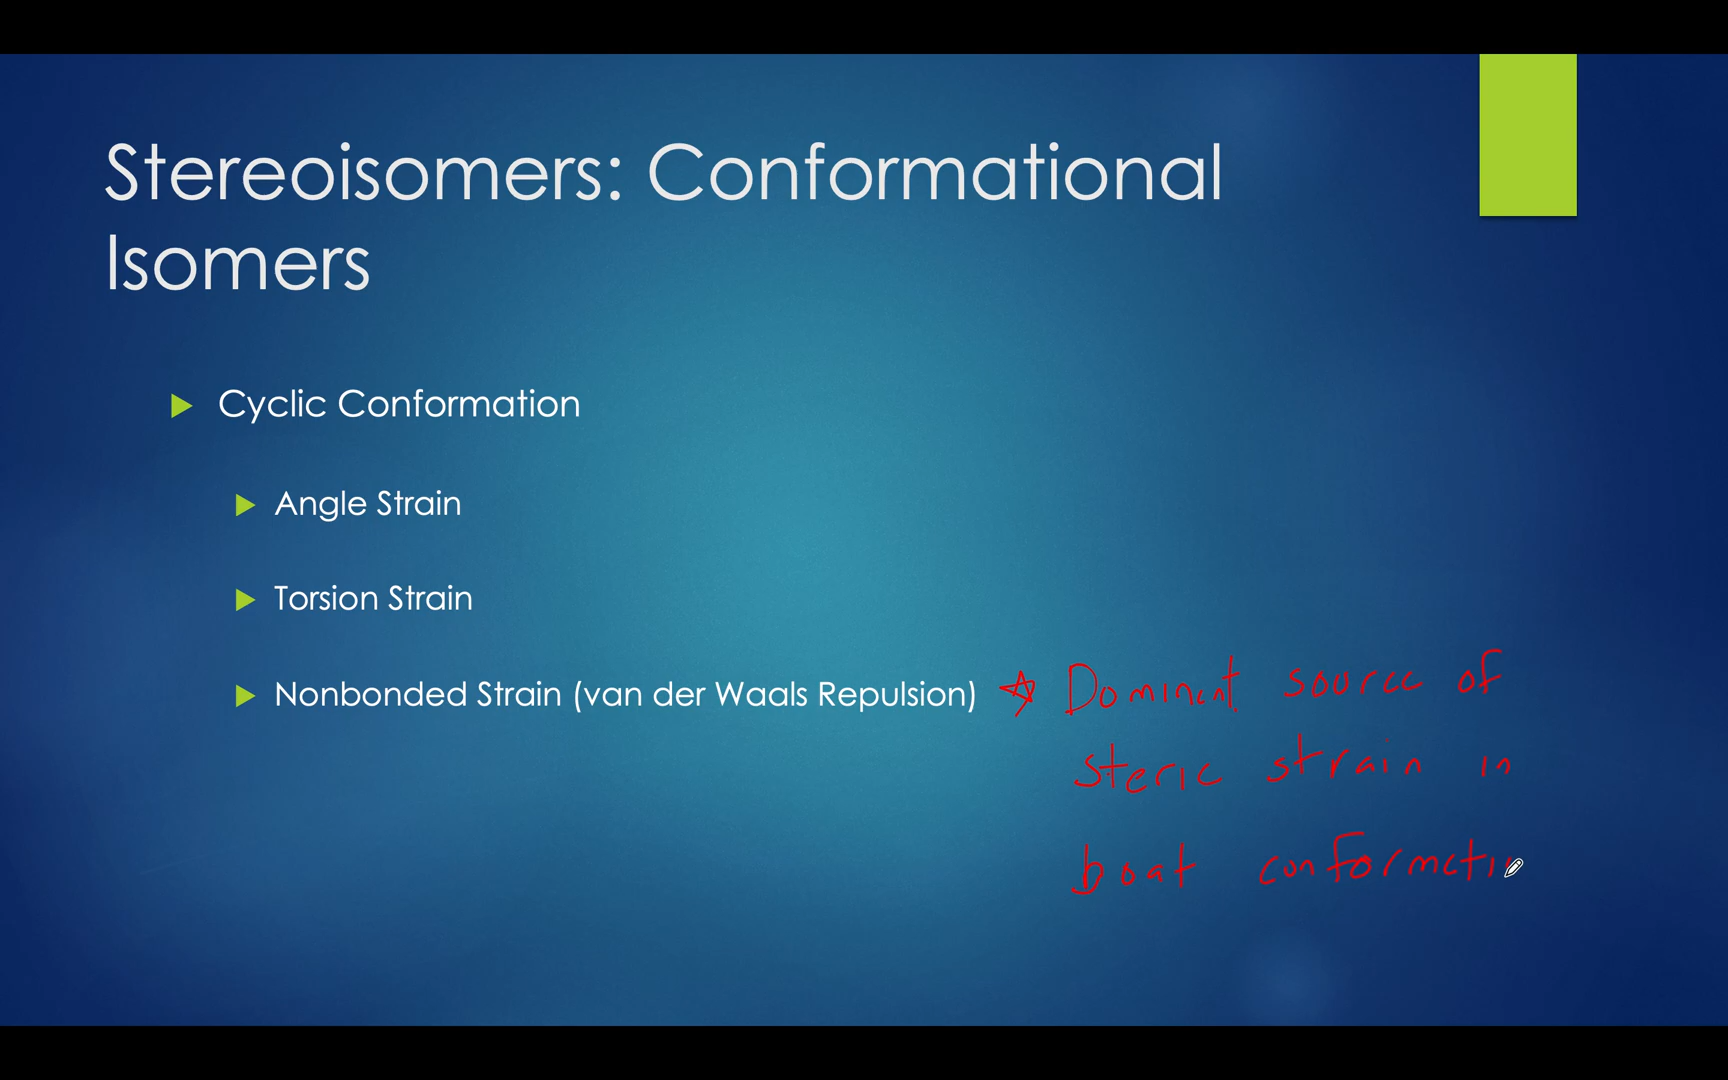 Stereoisomers: Conformational
Isomers
Cyclic Conformation
Angle Strain
Torsion Strain
Nonbonded Strain (van der Waals Repulsion) Dominant source of
steric strain in
boat conformati